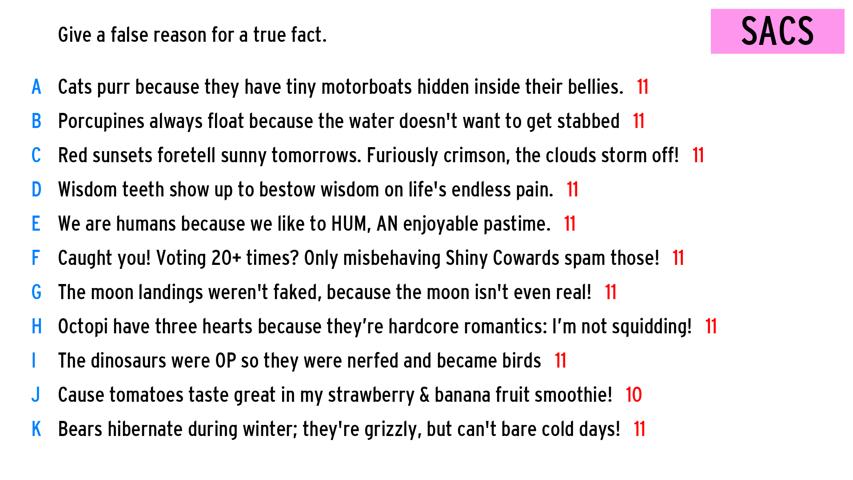 Give a false reason for a true fact.
SACS
A Cats purr because they have tiny motorboats hidden inside their bellies. 11
B Porcupines always float because the water doesn't want to get stabbed 11
C Red sunsets foretell sunny tomorrows. Furiously crimson, the clouds storm off! 11
D Wisdom teeth show up to bestow wisdom on life's endless pain. 11
E We are humans because we like to HUM, AN enjoyable pastime. 11
F Caught you! Voting 20+ times? Only misbehaving Shiny Cowards spam those! 11
G The moon landings weren't faked, because the moon isn't even real! 11
H Octopi have three hearts because they’re hardcore romantics: I’m not squidding! 11
I The dinosaurs were OP so they were nerfed and became birds 11
J Cause tomatoes taste great in my strawberry & banana fruit smoothie! 10
K Bears hibernate during winter; they're grizzly, but can't bare cold days! 11